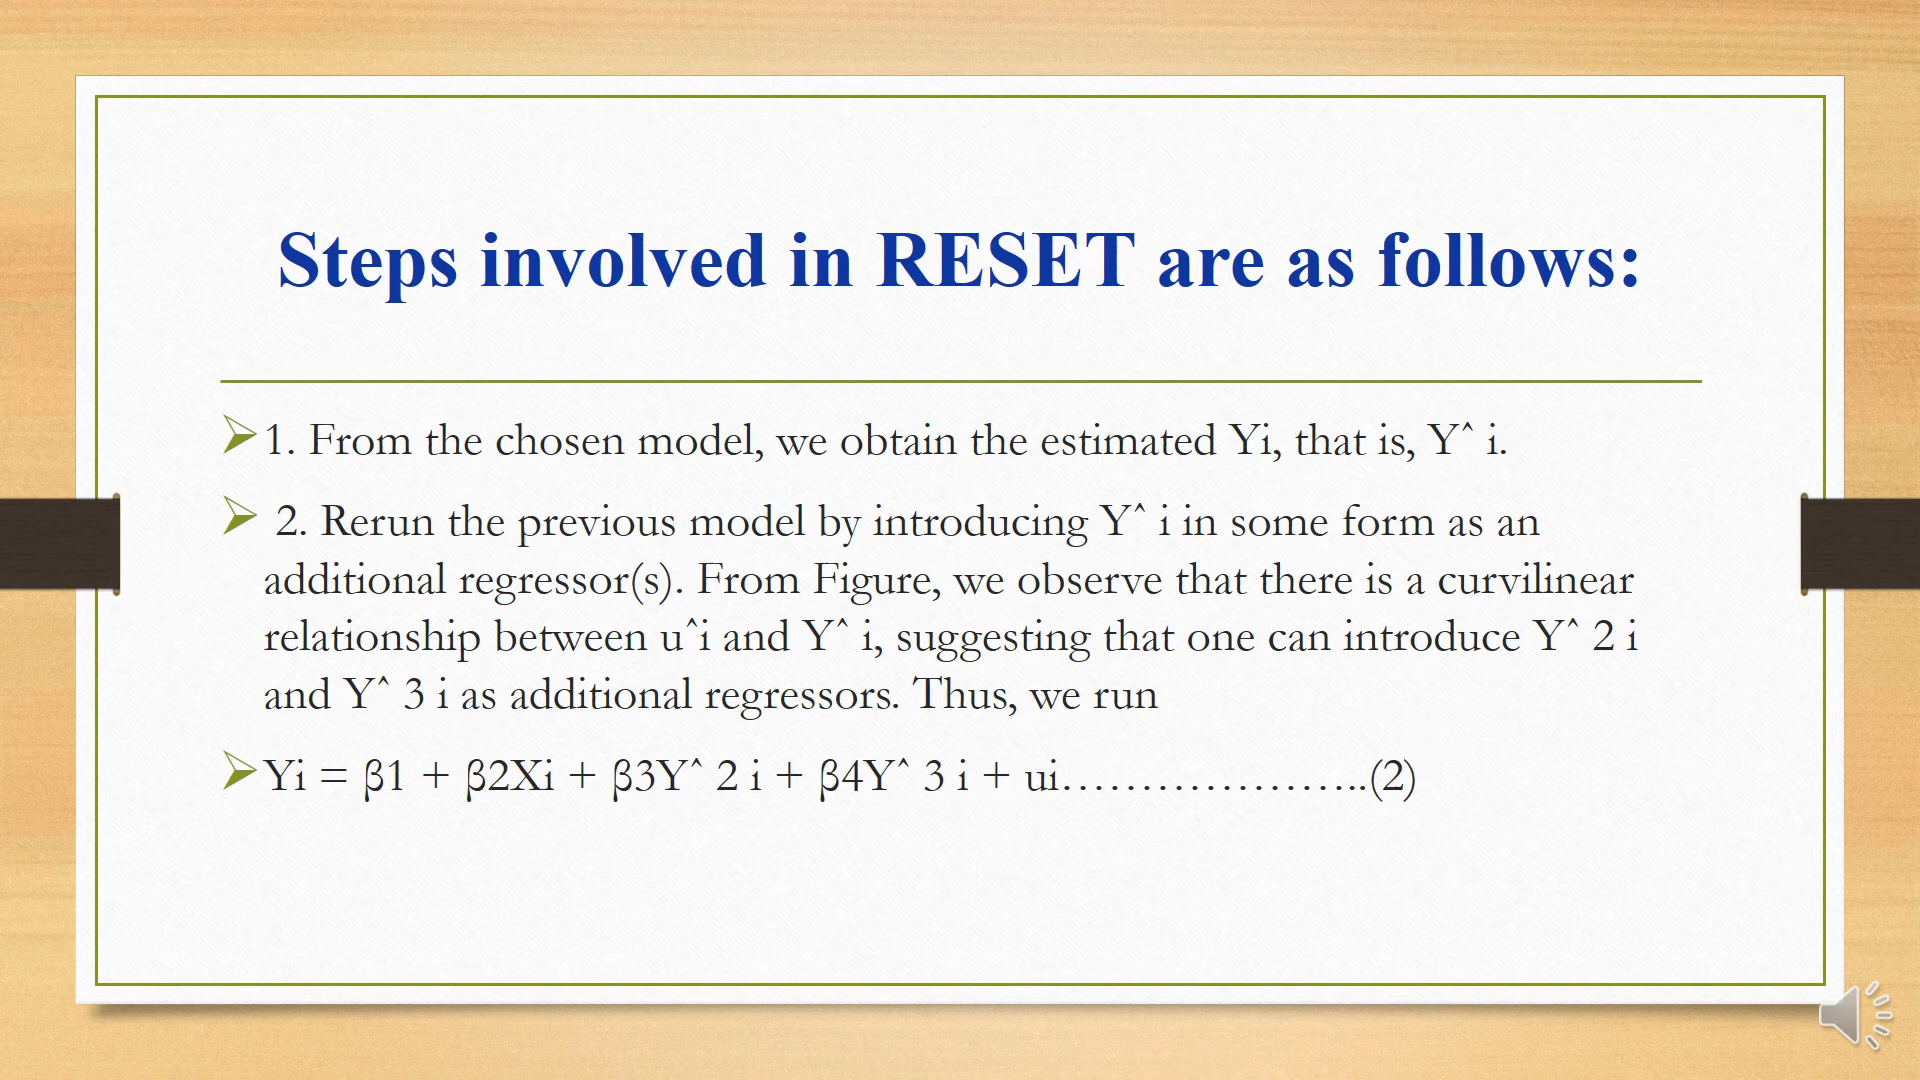 Steps involved in RESET are as follows:
1. From the chosen model, we obtain the estimated Yi, that is, Yˆ i.
2. Rerun the previous model by introducing Yˆ i in some form as an
additional regressor(s). From Figure, we observe that there is a curvilinear
relationship between uˆi and Yˆ i, suggesting that one can introduce Yˆ 2 i
and Yˆ 3 i as additional regressors. Thus, we run
Yi = β1 + β2Xi + β3Yˆ 2 i + β4Yˆ 3 i + ui…………………..(2)